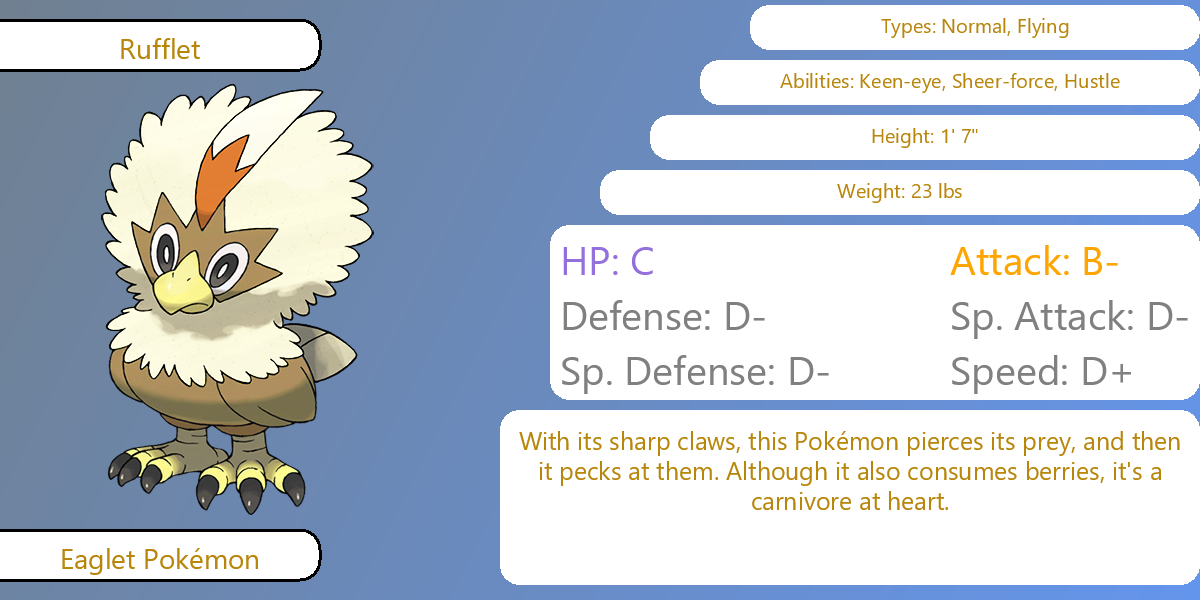 Rufflet
Types: Normal, Flying
Abilities: Keen-eye, Sheer-force, Hustle
Height: 1' 7"
Weight: 23 lbs
HP: C
Attack: B-
Defense: D-
Sp. Attack: D-
Sp. Defense: D-
Speed: D+
With its sharp claws, this Pokémon pierces its prey, and then
it pecks at them. Although it also consumes berries, it's a
carnivore at heart.
Eaglet Pokémon